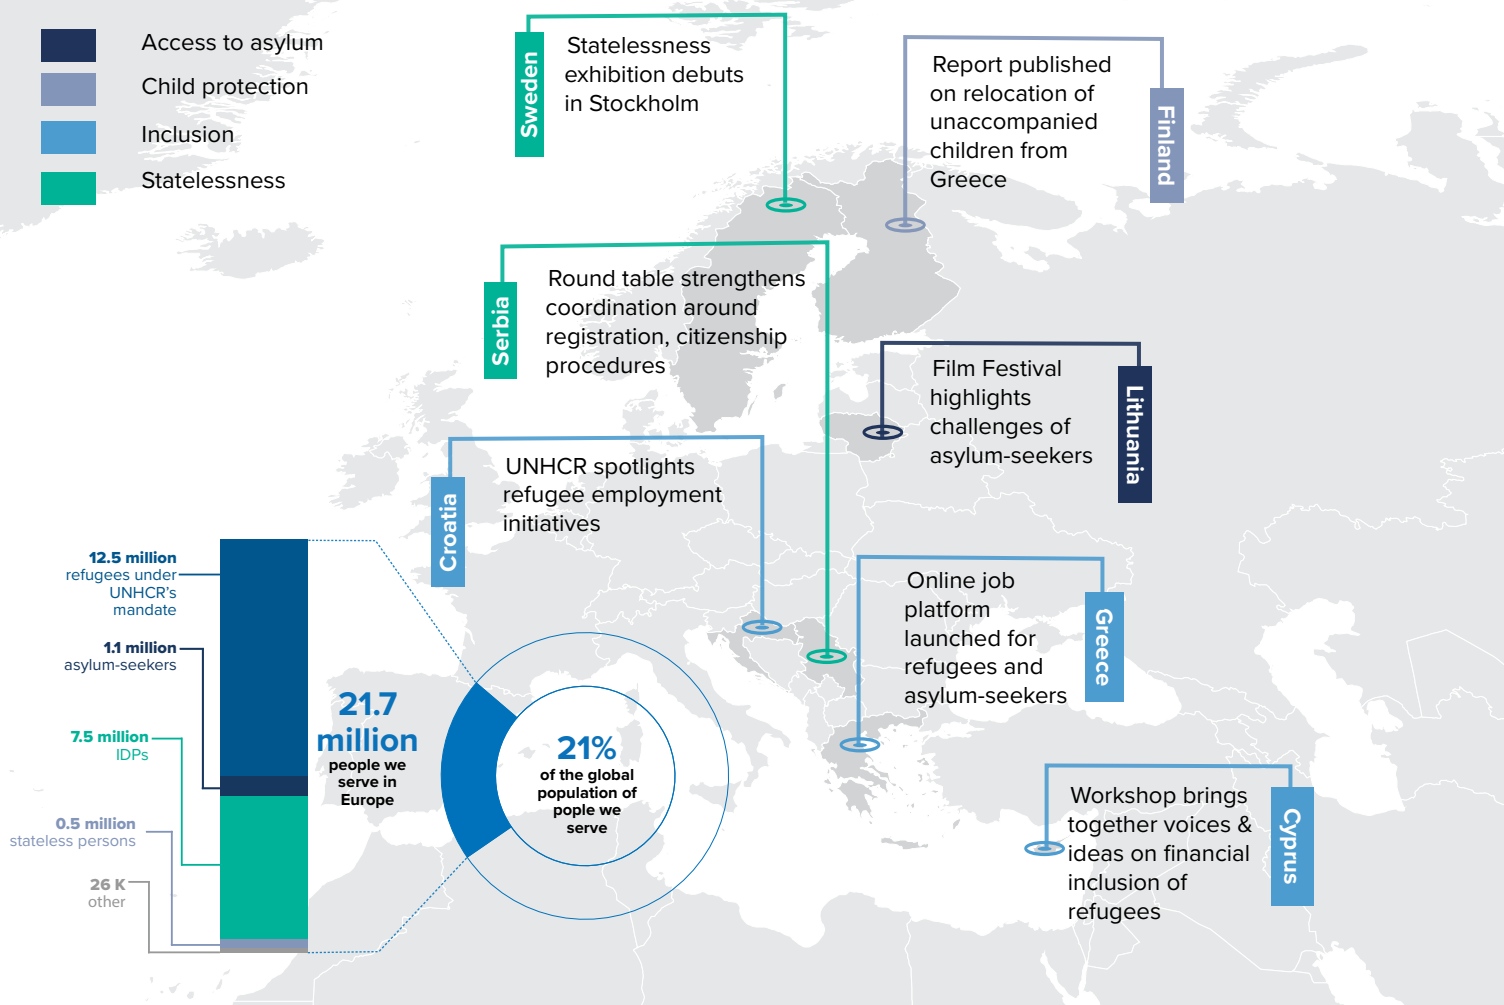 Access to asylum
Child protection
Inclusion
Statelessness
Sweden
Statelessness
exhibition debuts
in Stockholm
Report published
on relocation of
unaccompanied
children from
Greece
Finland
Serbia
Round table strengthens
coordination around
registration, citizenship
procedures
Film Festival
highlights
challenges of
asylum-seekers
Lithuania
Croatia
UNHCR spotlights
refugee employment
initiatives
Online job
platform
launched for
refugees and
asylum-seekers
Greece
Workshop brings
together voices &
ideas on financial
inclusion of
refugees
Cyprus
12.5 million
refugees under
UNHCR's
mandate
1.1 million
asylum-seekers
7.5 million
IDPs
0.5 million
stateless persons
26 K
other
21.7
million
people we
serve in
Europe
21%
of the global
population of
pople we
serve